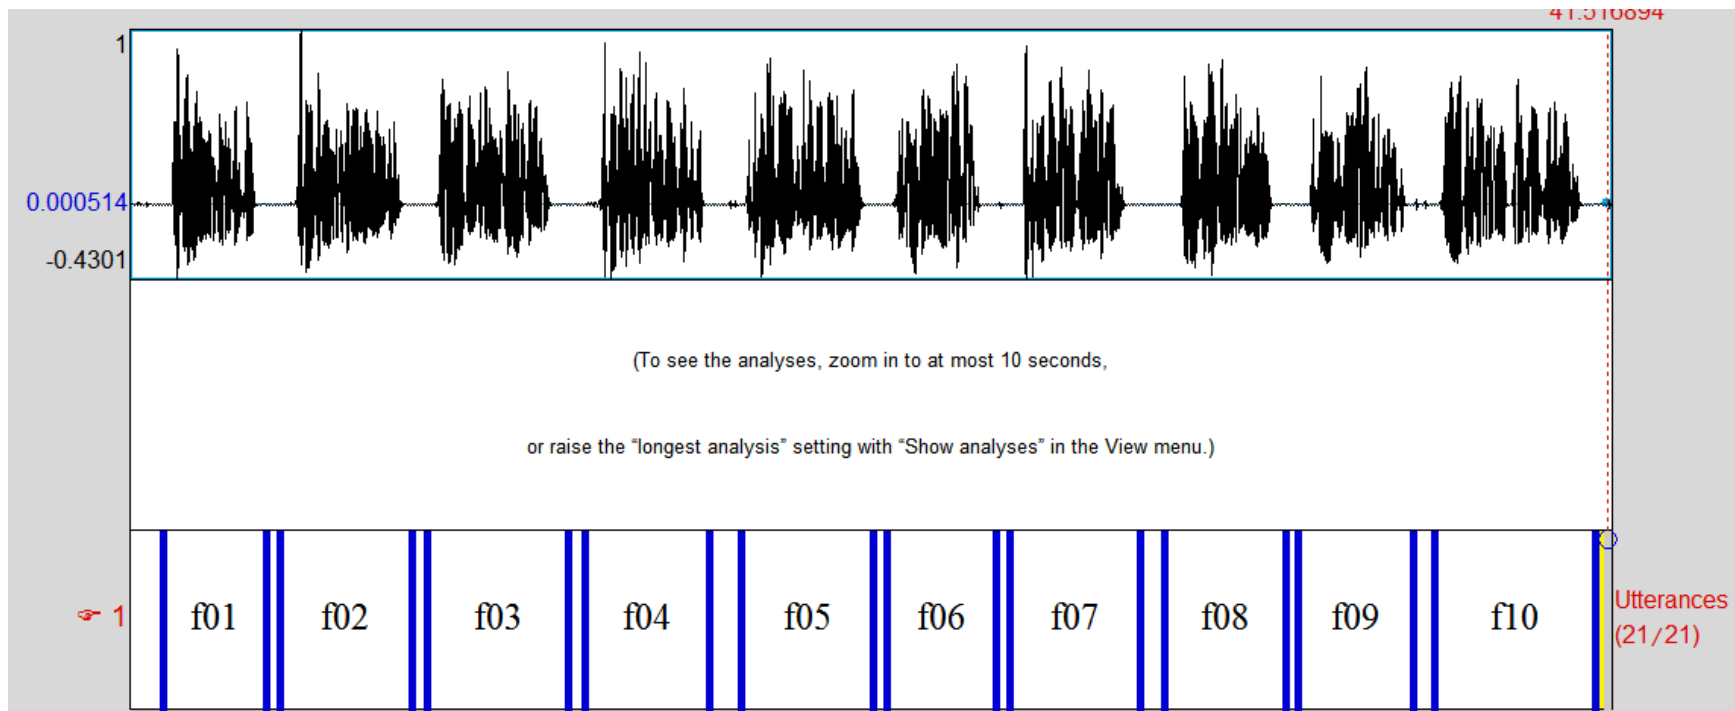 41.516894
1
0.000514
-0.4301
(To see the analyses, zoom in to at most 10 seconds,
or raise the “longest analysis” setting with “Show analyses” in the View menu.)
☞ 1
f01 f02 f03 f04 f05 f06 f07 f08 f09 f10
Utterances
(21/21)